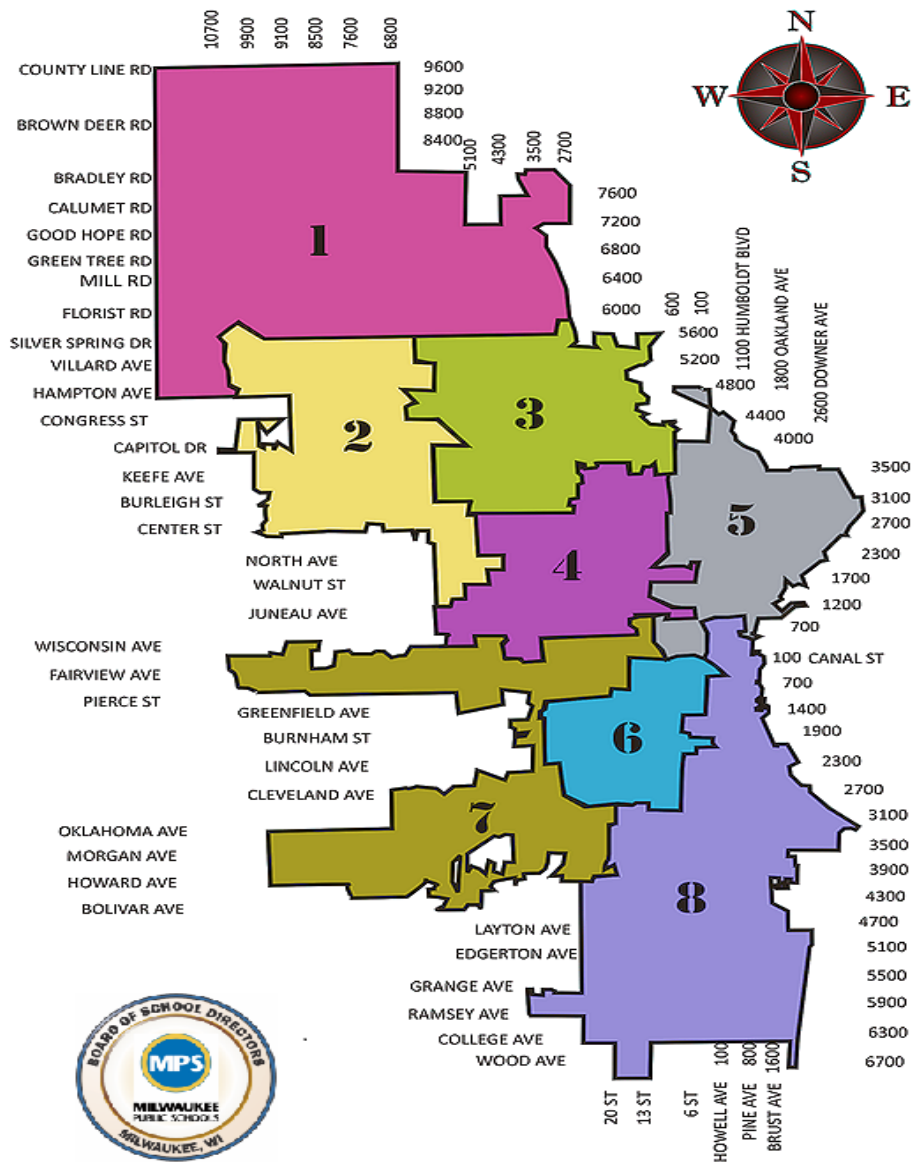 10700
9900
9100
8500
7600
6800
N
W
E
S
COUNTY LINE RD
9600
9200
8800
BROWN DEER RD
8400
5100
4300
3500
2700
BRADLEY RD
7600
CALUMET RD
7200
GOOD HOPE RD
6800
1
GREEN TREE RD
6400
MILL RD
6000
FLORIST RD
600
100
1100 HUMBOLDT BLVD
1800 OAKLAND AVE
2600 DOWNER AVE
SILVER SPRING DR
5600
VILLARD AVE
5200
HAMPTON AVE
4800
CONGRESS ST
4400
2
3
4000
CAPITOL DR
3500
KEEFE AVE
BURLEIGH ST
3100
CENTER ST
5
2700
NORTH AVE
4
2300
WALNUT ST
1700
JUNEAU AVE
1200
700
WISCONSIN AVE
100 CANAL ST
FAIRVIEW AVE
700
PIERCE ST
1400
GREENFIELD AVE
1900
BURNHAM ST
6
2300
LINCOLN AVE
2700
CLEVELAND AVE
3100
7
OKLAHOMA AVE
3500
MORGAN AVE
3900
HOWARD AVE
4300
8
BOLIVAR AVE
4700
LAYTON AVE
5100
EDGERTON AVE
5500
GRANGE AVE
5900
RAMSEY AVE
6300
COLLEGE AVE
6700
WOOD AVE
20 ST
13 ST
6 ST
HOWELL AVE 100
PINE AVE 800
BRUST AVE 1600
BOARD OF SCHOOL DIRECTORS
MPS
MILWAUKEE
PUBLIC SCHOOLS
MILWAUKEE, WI